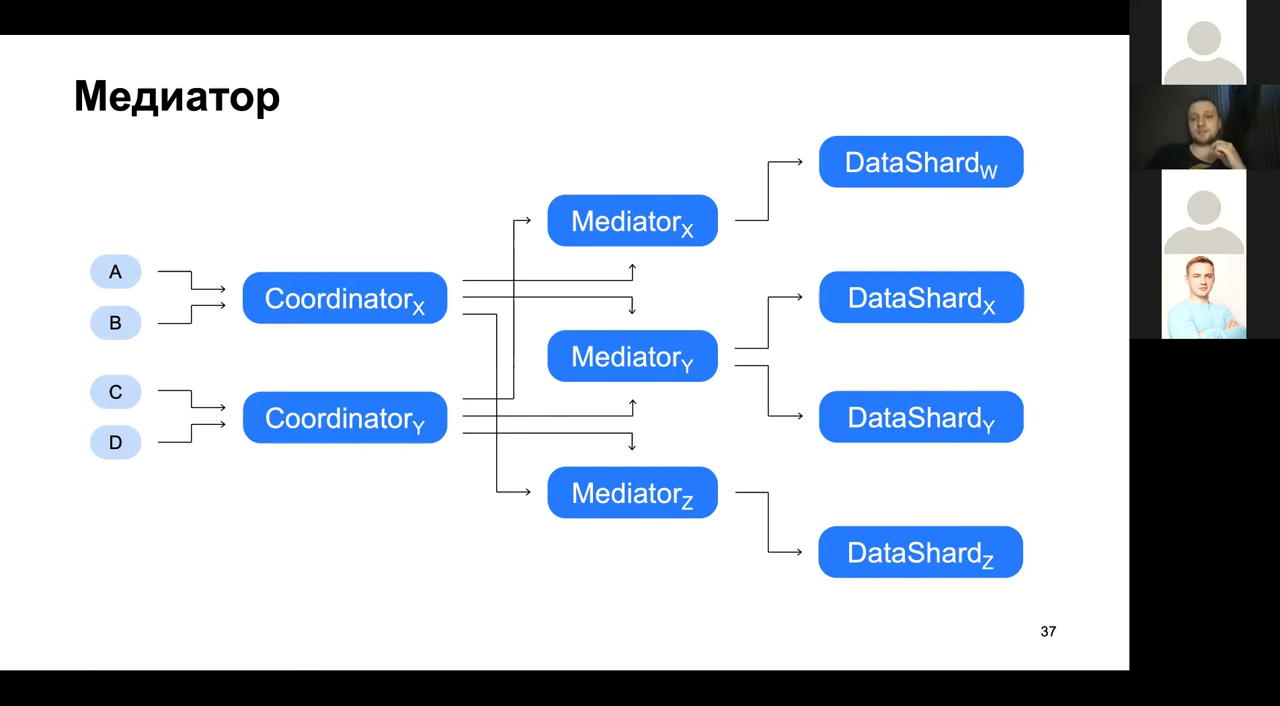 Медиатор
A
B
C
D
CoordinatorX
CoordinatorY
MediatorX
MediatorY
MediatorZ
DataShardW
DataShardX
DataShardY
DataShardZ
37